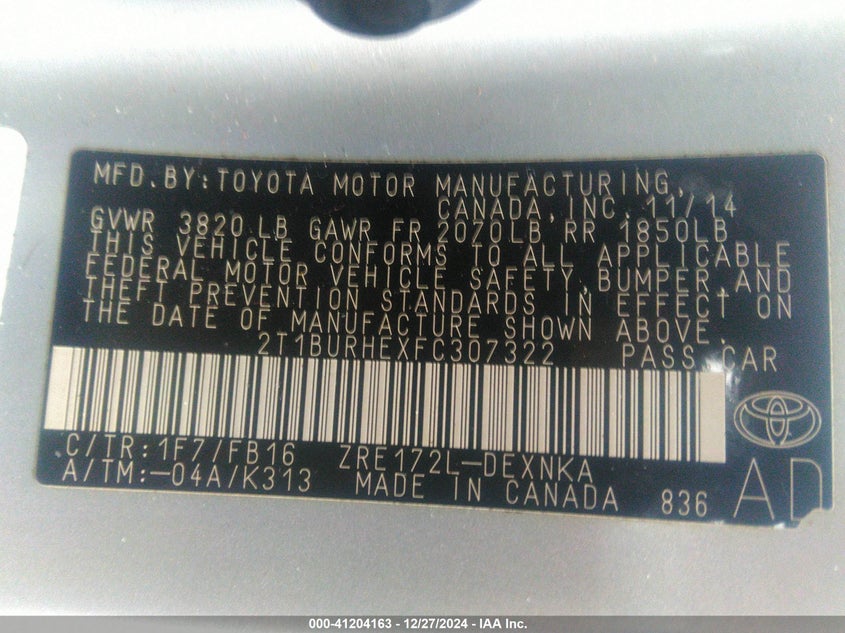 MFD.BY:TOYOTA MOTOR MANUFACTURING,
CANADA,INC. 11/14
GVWR 3820 LB GAWR FR 2070LB RR 1850LB
THIS VEHICLE CONFORMS TO ALL APPLICABLE
FEDERAL MOTOR VEHICLE SAFETY,BUMPER,AND
THEFT PREVENTION STANDARDS IN EFFECT ON
THE DATE OF MANUFACTURE SHOWN ABOVE.
2T1BURHEXFC307322 PASS.CAR
C/TR:1F7/FB16 ZRE172L-DEXNKA
A/TM:-04A/K313 MADE IN CANADA 836 AD
000-41204163 - 12/27/2024 - IAA Inc.